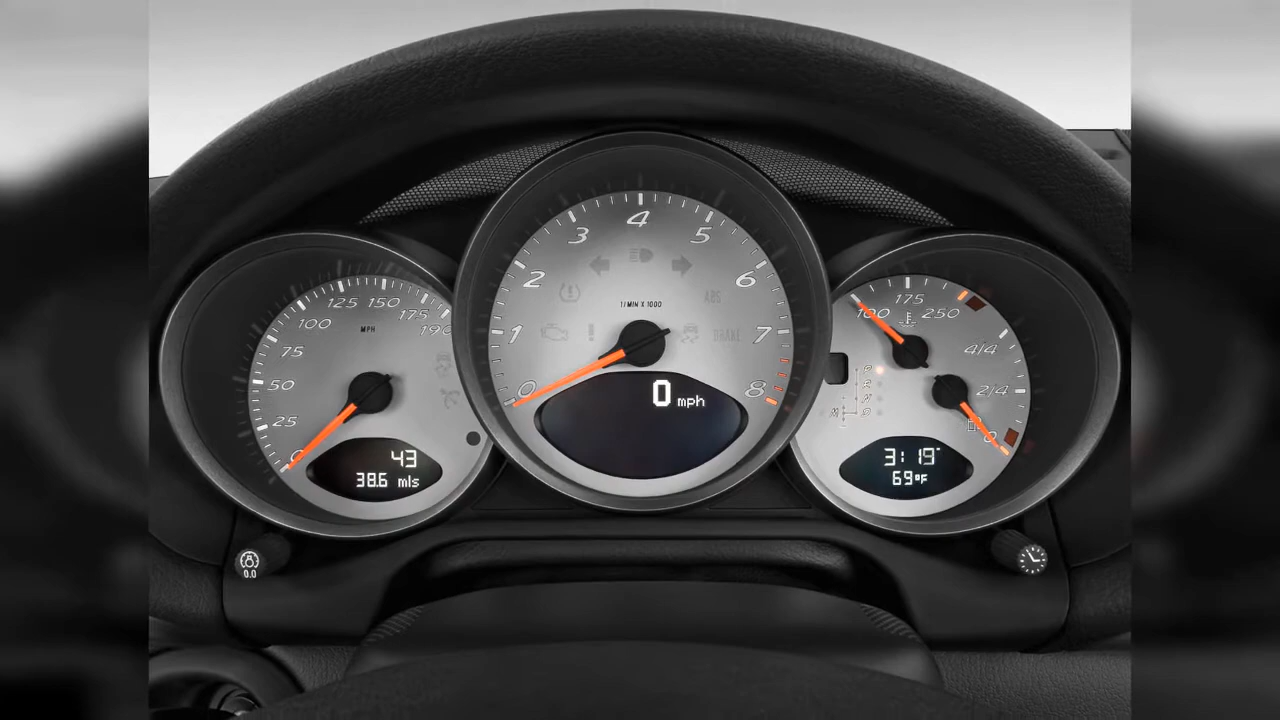 125 150
100 175
75 190
50
25
0
MPH
43
38.6 mls
0.0
4
3 5
2 6
1 7
0 8
1/MIN X 1000
ABS
BRAKE
0 mph
175
100 250
4/4
2/4
0
P
R
N
M D
3:19
69°F